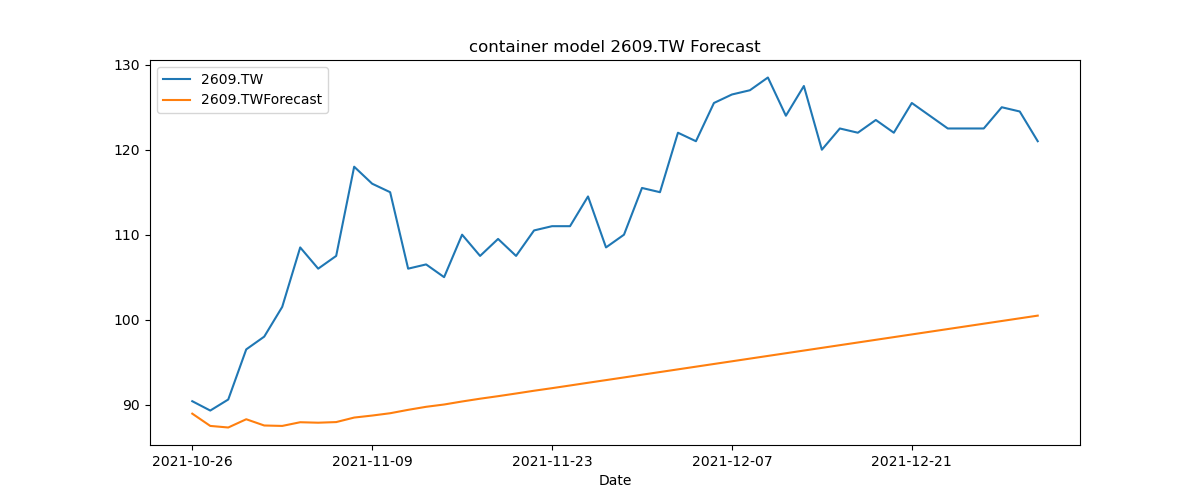 container model 2609.TW Forecast
130
120
110
100
90
2609.TW
2609.TWForecast
2021-10-26
2021-11-09
2021-11-23
2021-12-07
2021-12-21
Date